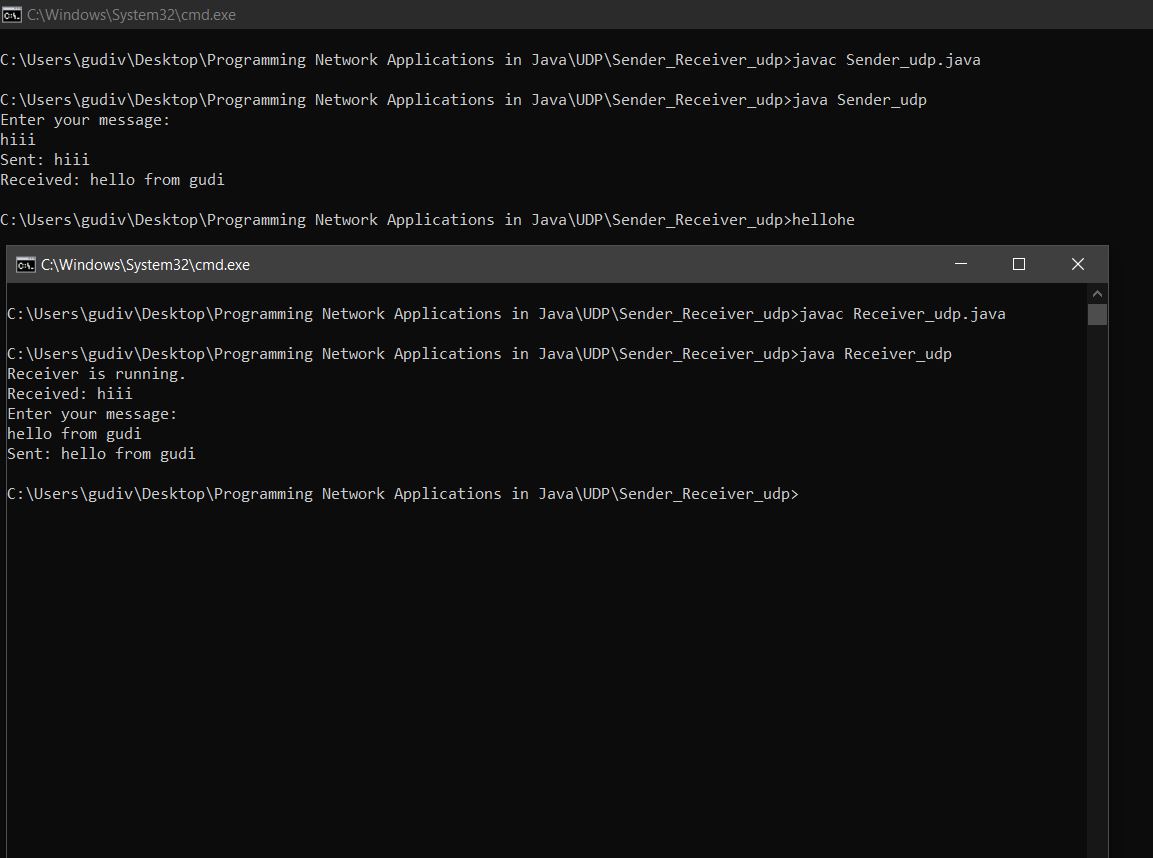 C:\Windows\System32\cmd.exe
C:\Users\gudiv\Desktop\Programming Network Applications in Java\UDP\Sender_Receiver_udp>javac Sender_udp.java
C:\Users\gudiv\Desktop\Programming Network Applications in Java\UDP\Sender_Receiver_udp>java Sender_udp
Enter your message:
hiii
Sent: hiii
Received: hello from gudi
C:\Users\gudiv\Desktop\Programming Network Applications in Java\UDP\Sender_Receiver_udp>hellohe
C:\Windows\System32\cmd.exe
C:\Users\gudiv\Desktop\Programming Network Applications in Java\UDP\Sender_Receiver_udp>javac Receiver_udp.java
C:\Users\gudiv\Desktop\Programming Network Applications in Java\UDP\Sender_Receiver_udp>java Receiver_udp
Receiver is running.
Received: hiii
Enter your message:
hello from gudi
Sent: hello from gudi
C:\Users\gudiv\Desktop\Programming Network Applications in Java\UDP\Sender_Receiver_udp>